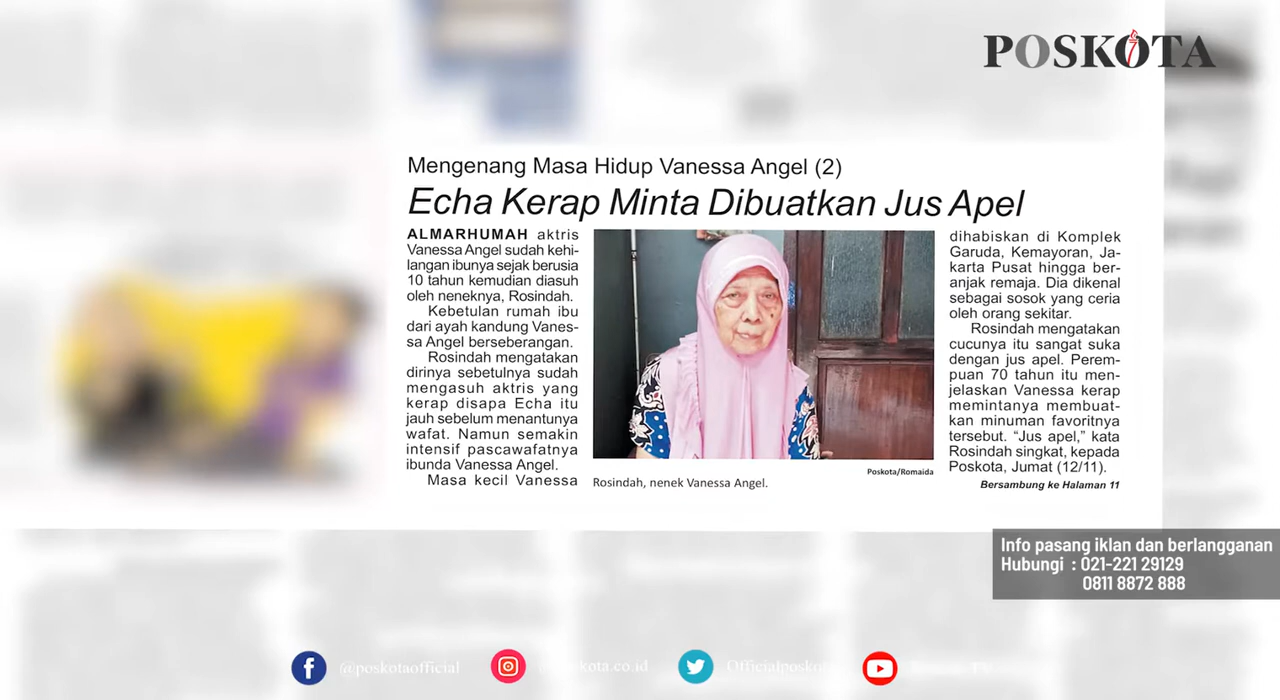 POSKOTA
Mengenang Masa Hidup Vanessa Angel (2)
Echa Kerap Minta Dibuatkan Jus Apel
ALMARHUMAH aktris
Vanessa Angel sudah kehi-
langan ibunya sejak berusia
10 tahun kemudian diasuh
oleh neneknya, Rosindah.
Kebetulan rumah ibu
dari ayah kandung Vanes-
sa Angel berseberangan.
Rosindah mengatakan
dirinya sebetulnya sudah
mengasuh aktris yang
kerap disapa Echa itu
jauh sebelum menantunya
wafat. Namun semakin
intensif pascawafatnya
ibunda Vanessa Angel.
Masa kecil Vanessa
Poskota/Romaida
Rosindah, nenek Vanessa Angel.
dihabiskan di Komplek
Garuda, Kemayoran, Ja-
karta Pusat hingga ber-
anjak remaja. Dia dikenal
sebagai sosok yang ceria
oleh orang sekitar.
Rosindah mengatakan
cucunya itu sangat suka
dengan jus apel. Perem-
puan 70 tahun itu men-
jelaskan Vanessa kerap
memintanya membuat-
kan minuman favoritnya
tersebut. “Jus apel,” kata
Rosindah singkat, kepada
Poskota, Jumat (12/11).
Bersambung ke Halaman 11
Info pasang iklan dan berlangganan
Hubungi : 021-221 29129
0811 8872 888
@poskotaofficial